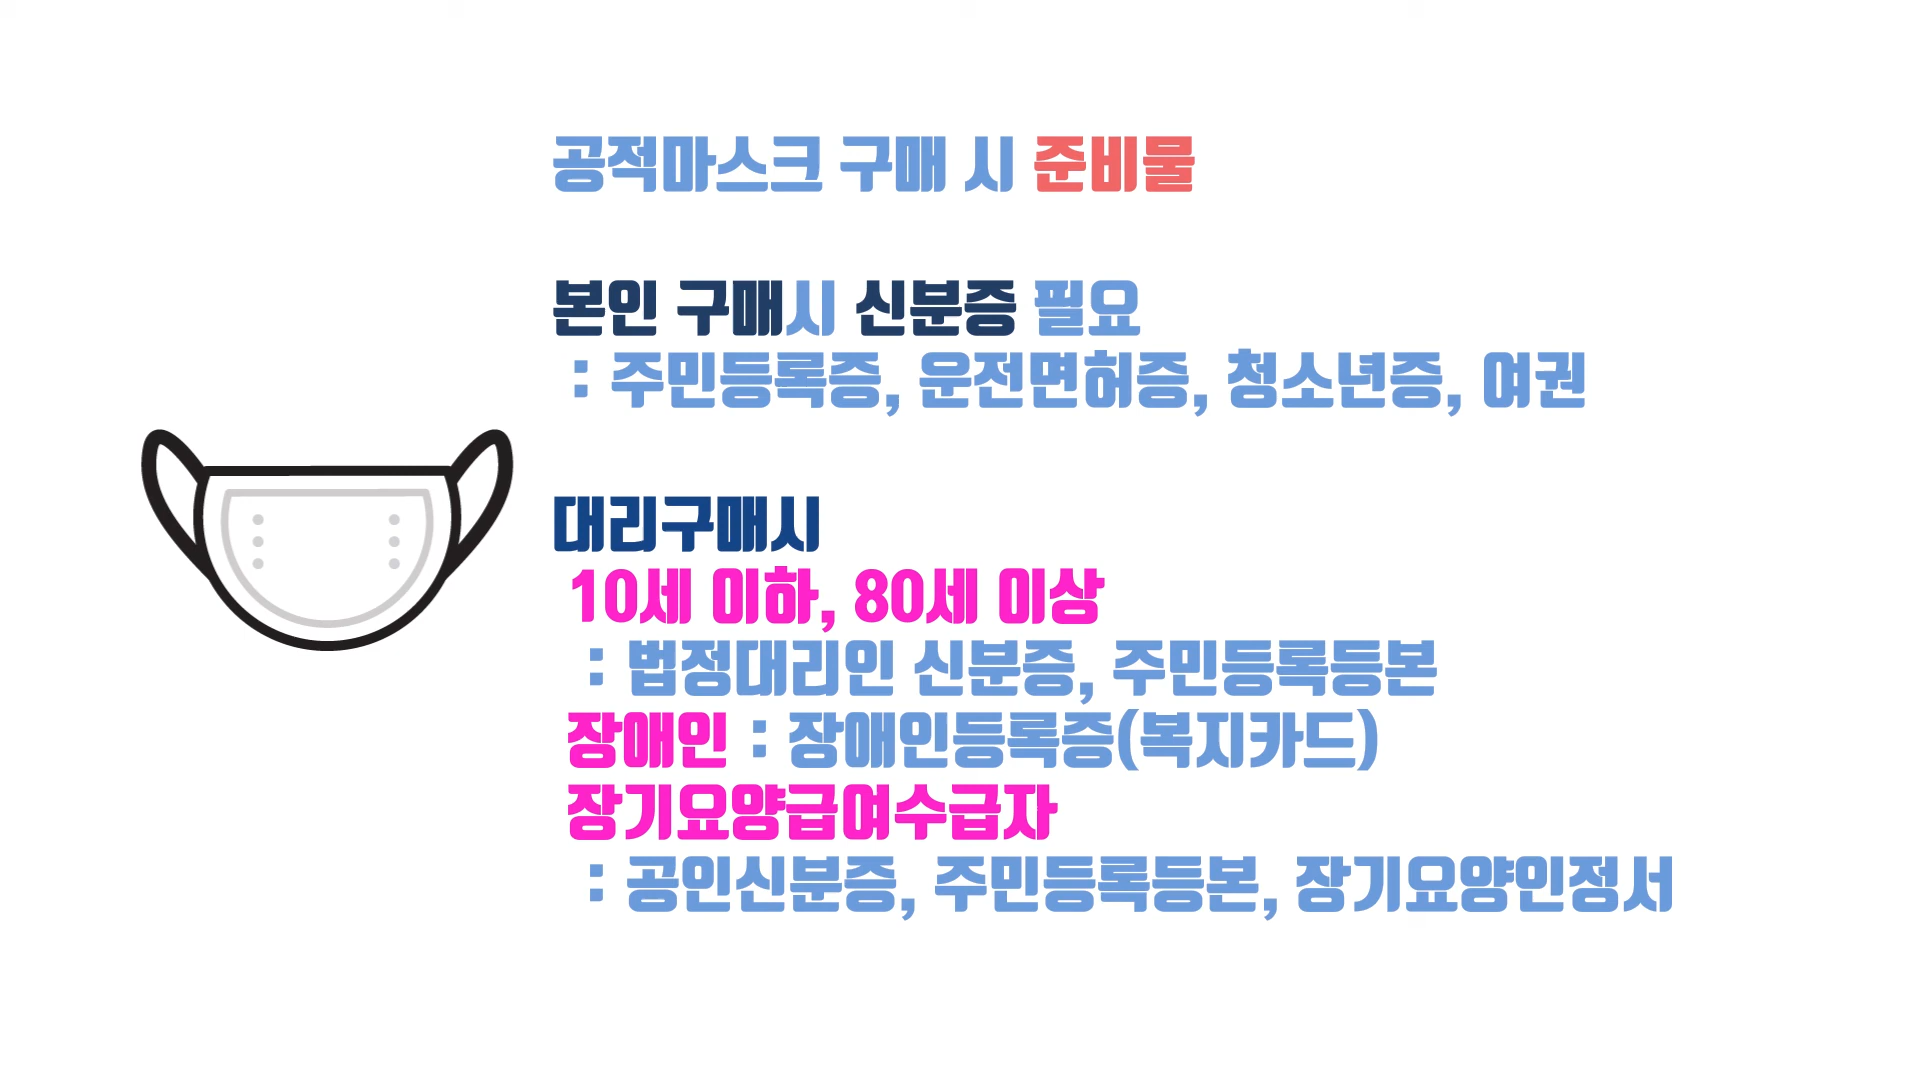 공적마스크 구매 시 준비물
본인 구매시 신분증 필요
: 주민등록증, 운전면허증, 청소년증, 여권
대리구매시
10세 이하, 80세 이상
: 법정대리인 신분증, 주민등록등본
장애인 : 장애인등록증(복지카드)
장기요양급여수급자
: 공인신분증, 주민등록등본, 장기요양인정서